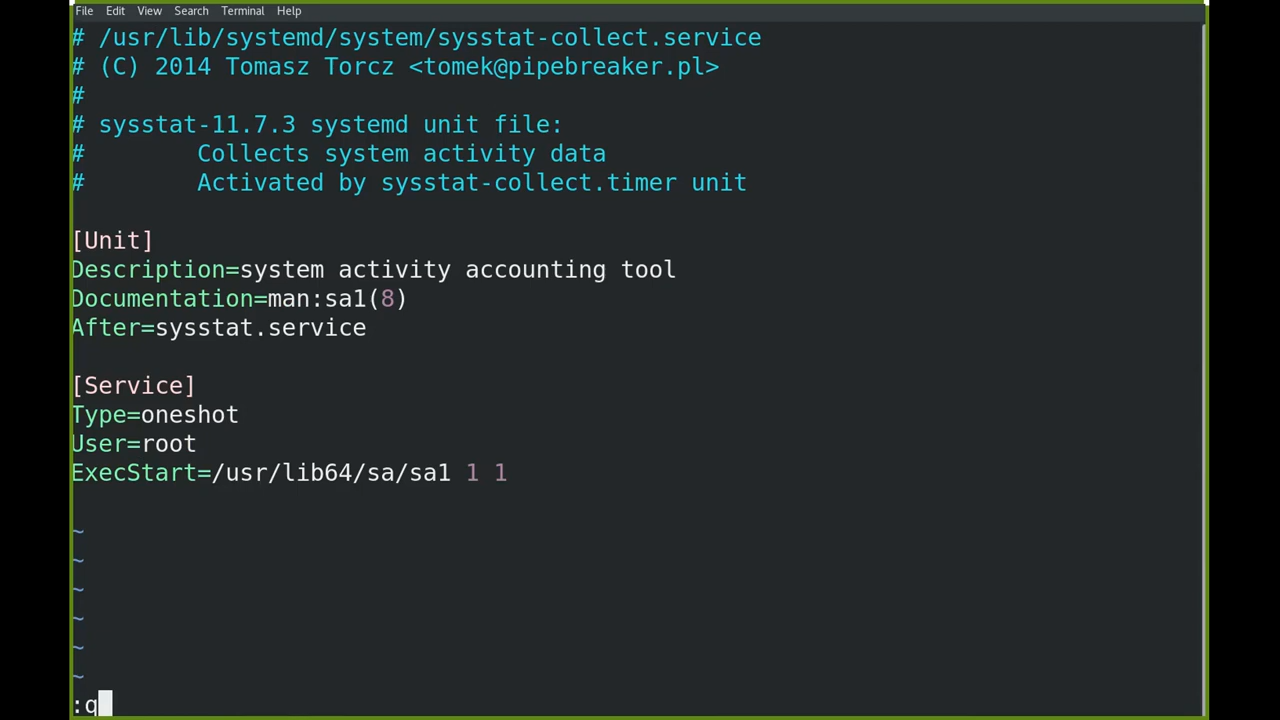 File Edit View Search Terminal Help
# /usr/lib/systemd/system/sysstat-collect.service
# (C) 2014 Tomasz Torcz <tomek@pipebreaker.pl>
#
# sysstat-11.7.3 systemd unit file:
#        Collects system activity data
#        Activated by sysstat-collect.timer unit
[Unit]
Description=system activity accounting tool
Documentation=man:sa1(8)
After=sysstat.service
[Service]
Type=oneshot
User=root
ExecStart=/usr/lib64/sa/sa1 1 1
~
~
~
~
~
~
:q